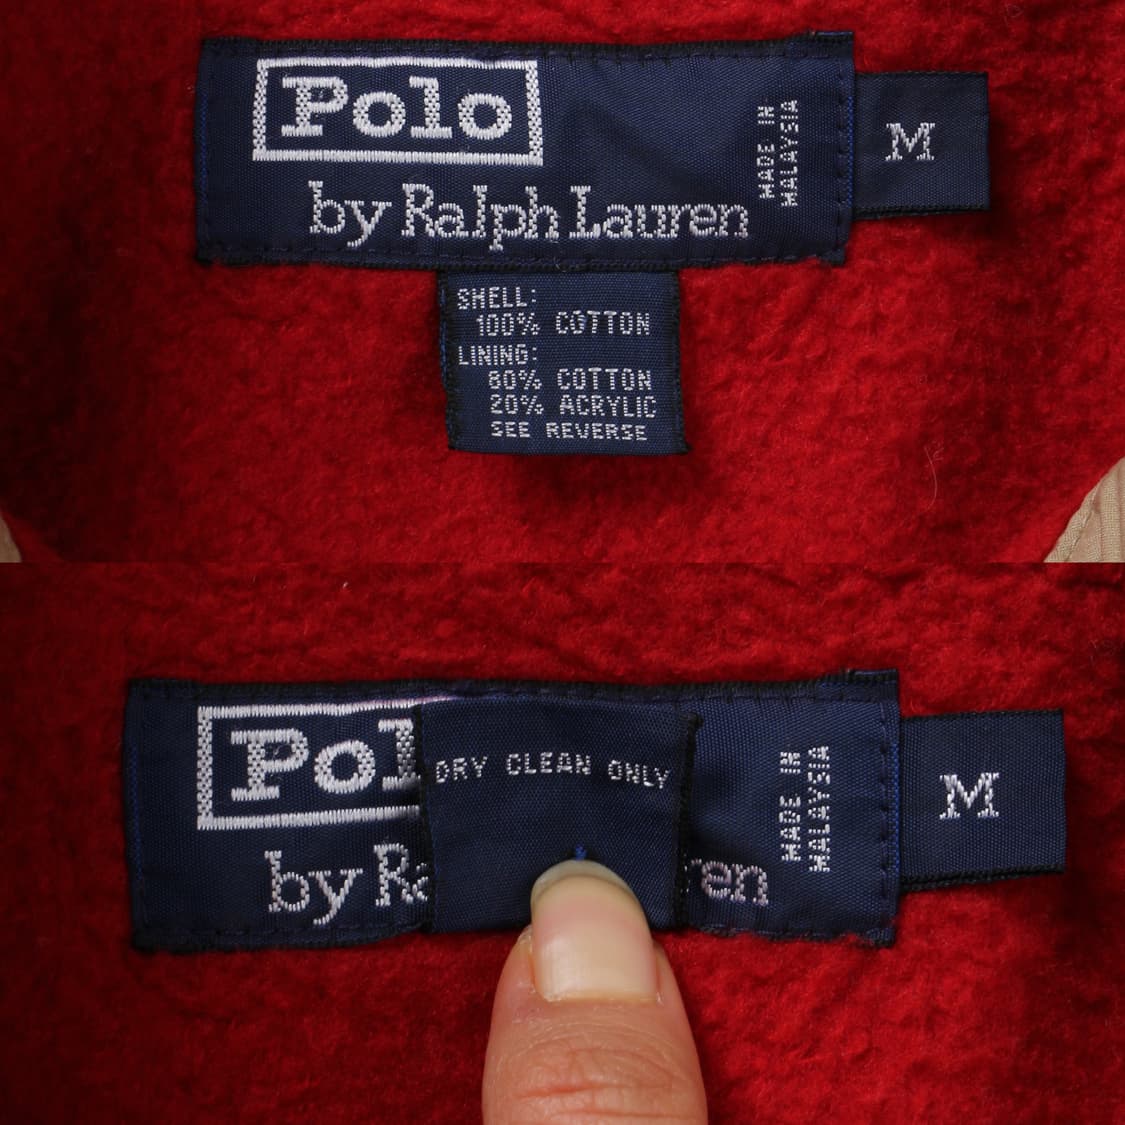 Polo
by Ralph Lauren
MADE IN
MALAYSIA
M
SHELL:
100% COTTON
LINING:
80% COTTON
20% ACRYLIC
SEE REVERSE
Pol
DRY CLEAN ONLY
by Ra
ren
MADE IN
MALAYSIA
M